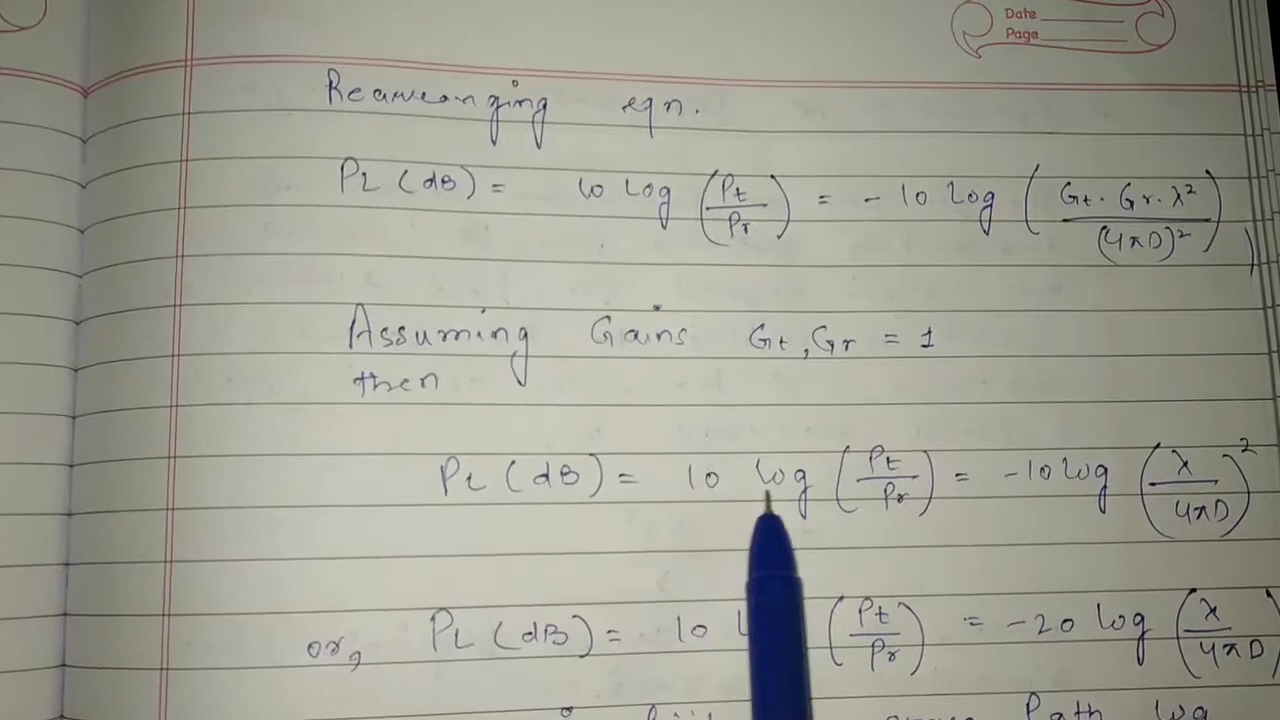 Date
Page
Rearranging eqn.
PL (dB) = 10 log (Pt/Pr) = -10 log (Gt. Gr. λ²/(4πD)²)
Assuming Gains Gt, Gr = 1
then
PL (dB) = 10 log (Pt/Pr) = -10 log (λ/4πD)²
or, PL (dB) = 10 (Pt/Pr) = -20 log (λ/4πD)
Path